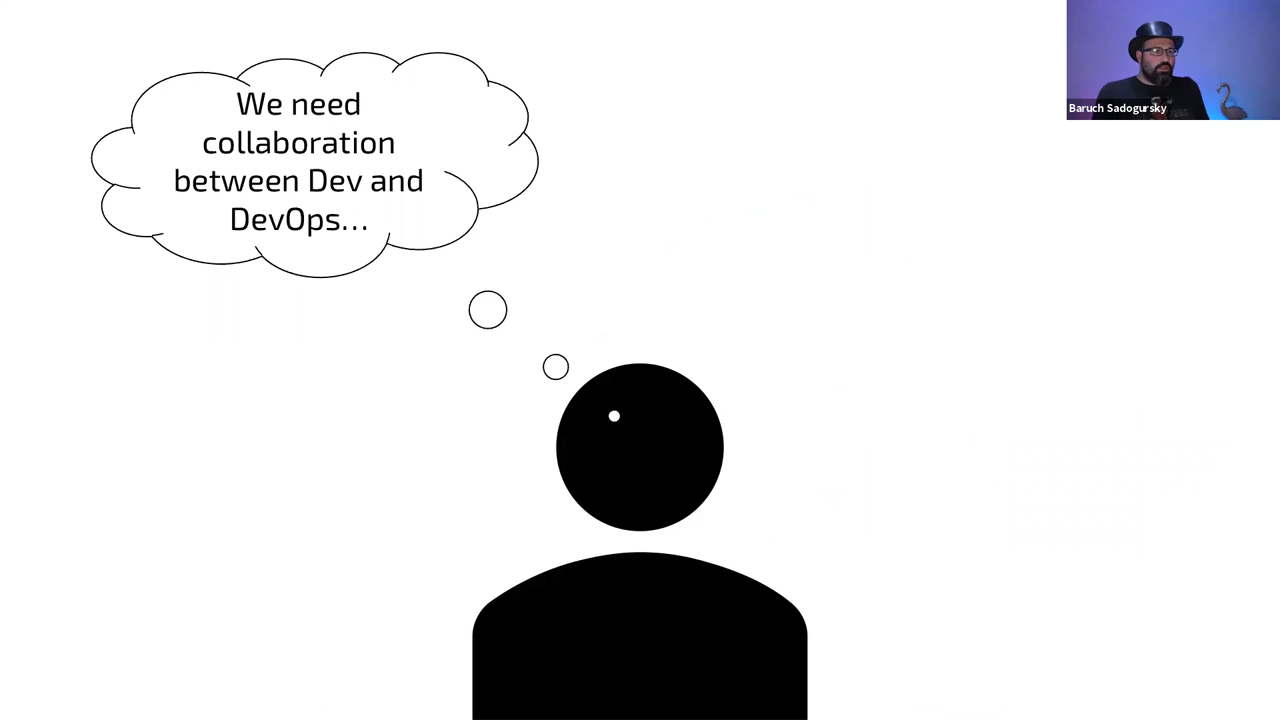 We need
collaboration
between Dev and
DevOps...
Baruch Sadogursky